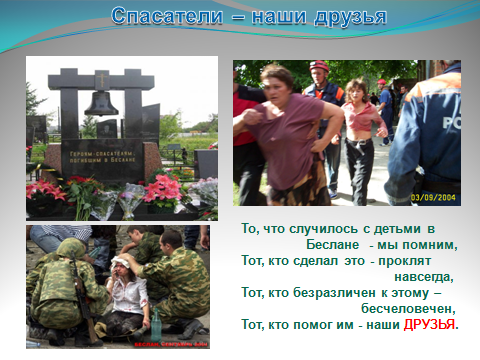 Спасатели – наши друзья
Героям-спасателям,
погибшим в Беслане
РО
03/09/2004
То, что случилось с детьми в
Беслане - мы помним,
Тот, кто сделал это - проклят
навсегда,
Тот, кто безразличен к этому –
бесчеловечен,
Тот, кто помог им - наши ДРУЗЬЯ.